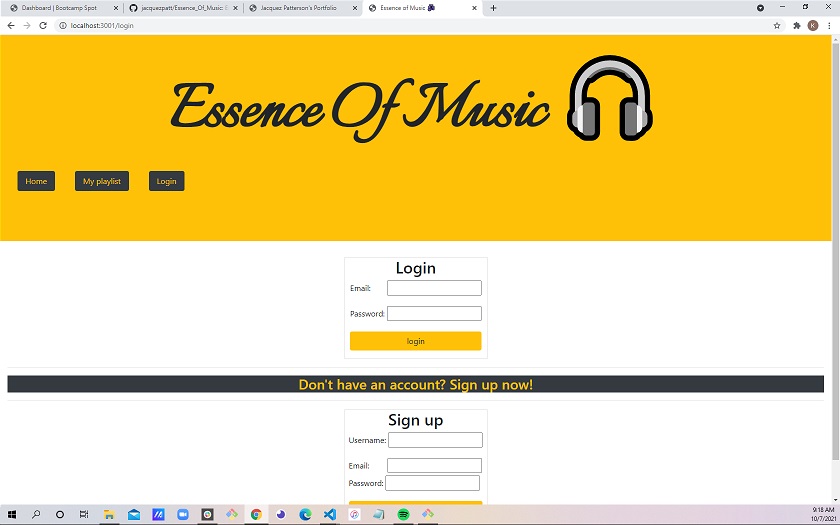 Dashboard | Bootcamp Spot
jacquezpatt/Essence_Of_Music: E
Jacquez Patterson's Portfolio
Essence of Music
localhost:3001/login
K
Essence Of Music
Home
My playlist
Login
Login
Email:
Password:
login
Don't have an account? Sign up now!
Sign up
Username:
Email:
Password:
9:18 AM
10/7/2021